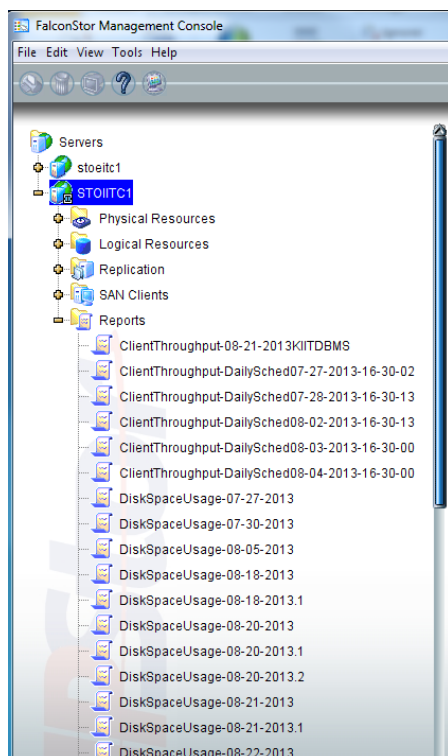 FalconStor Management Console
File Edit View Tools Help
Servers
stoeitc1
STOIITC1
Physical Resources
Logical Resources
Replication
SAN Clients
Reports
ClientThroughput-08-21-2013KIITDBMS
ClientThroughput-DailySched07-27-2013-16-30-02
ClientThroughput-DailySched07-28-2013-16-30-13
ClientThroughput-DailySched08-02-2013-16-30-13
ClientThroughput-DailySched08-03-2013-16-30-00
ClientThroughput-DailySched08-04-2013-16-30-00
DiskSpaceUsage-07-27-2013
DiskSpaceUsage-07-30-2013
DiskSpaceUsage-08-05-2013
DiskSpaceUsage-08-18-2013
DiskSpaceUsage-08-18-2013.1
DiskSpaceUsage-08-20-2013
DiskSpaceUsage-08-20-2013.1
DiskSpaceUsage-08-20-2013.2
DiskSpaceUsage-08-21-2013
DiskSpaceUsage-08-21-2013.1
DiskSpaceUsage-08-22-2013